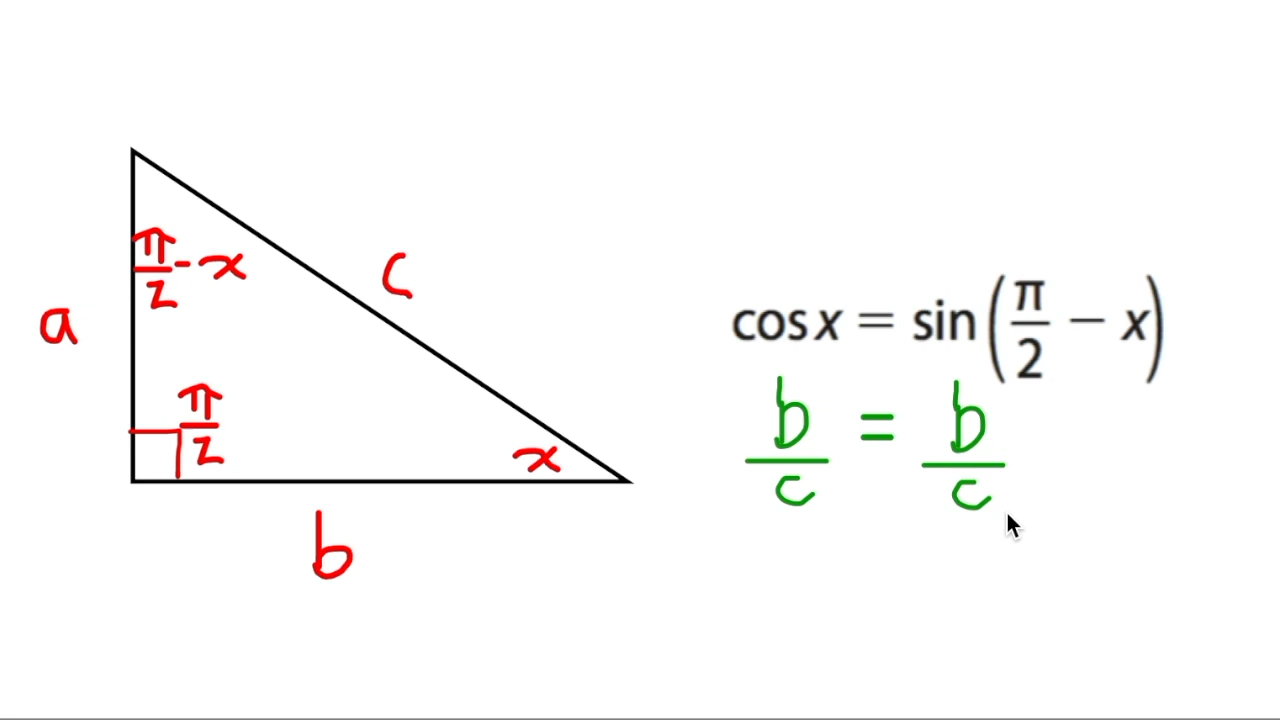 π/2 - x
c
a
cos x = sin(π/2 − x)
b/c = b/c
π/2
x
b